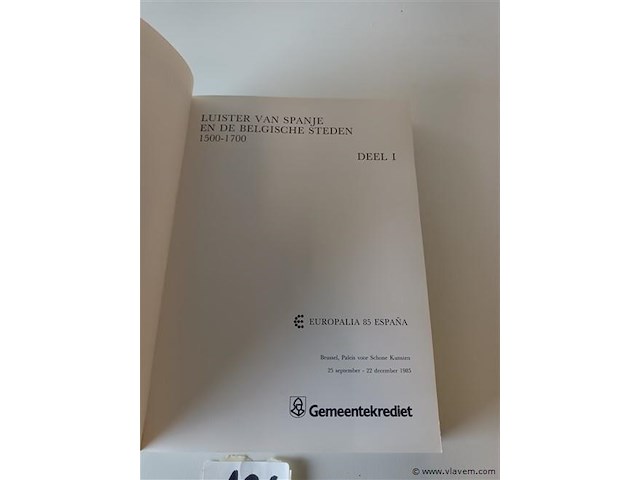 LUISTER VAN SPANJE
EN DE BELGISCHE STEDEN
1500-1700
DEEL I
EUROPALIA 85 ESPAÑA
Brussel, Paleis voor Schone Kunsten
25 september - 22 december 1985
Gemeentekrediet
© www.vlavem.com